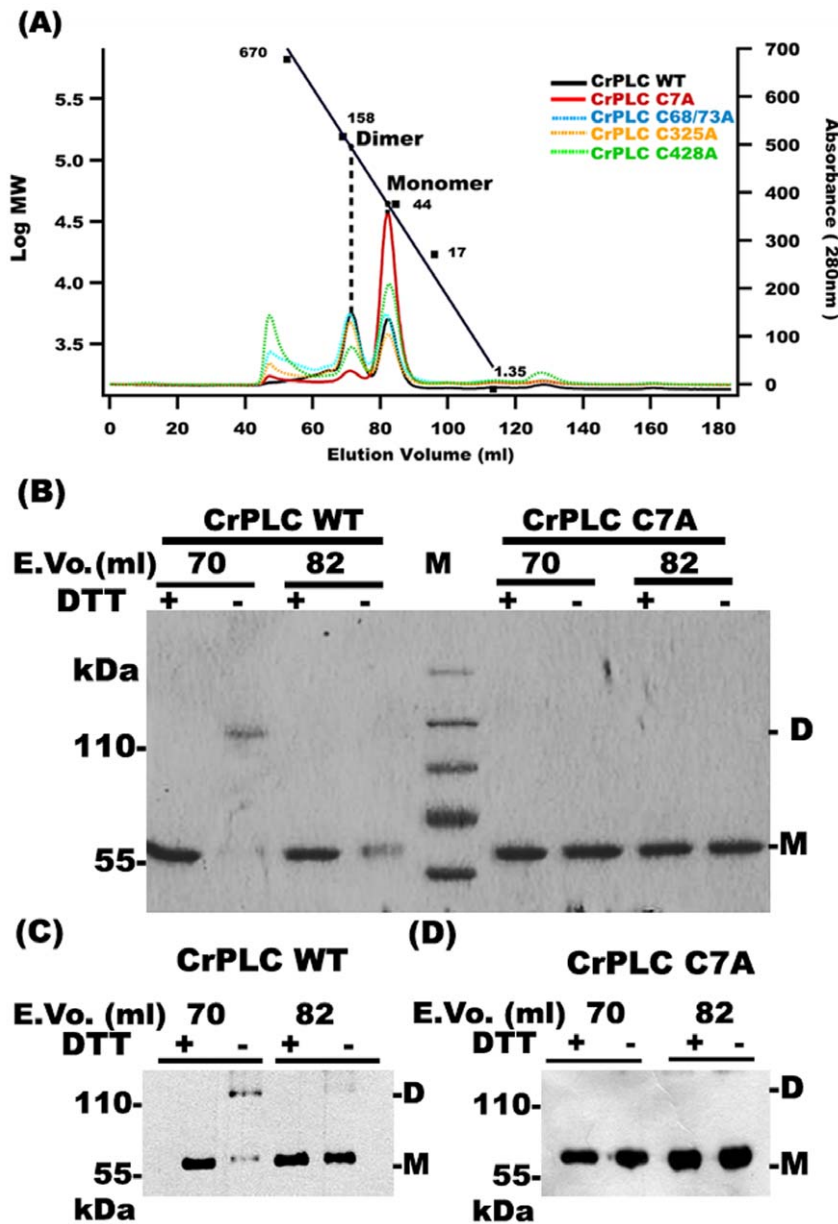 (A)
670
158
Dimer
Monomer
44
17
1.35
CrPLC WT
CrPLC C7A
CrPLC C68/73A
CrPLC C325A
CrPLC C428A
Log MW
5.5
5.0
4.5
4.0
3.5
Absorbance ( 280nm)
700
600
500
400
300
200
100
0
0 20 40 60 80 100 120 140 160 180
Elution Volume (ml)
(B)
CrPLC WT CrPLC C7A
E.Vo.(ml) 70 82 M 70 82
DTT + - + - + - + -
kDa
110- - D
55- -M
(C) (D)
CrPLC WT CrPLC C7A
E.Vo. (ml) 70 82 E.Vo. (ml) 70 82
DTT + - + - DTT + - + -
110- -D 110- -D
55- -M 55- -M
kDa kDa